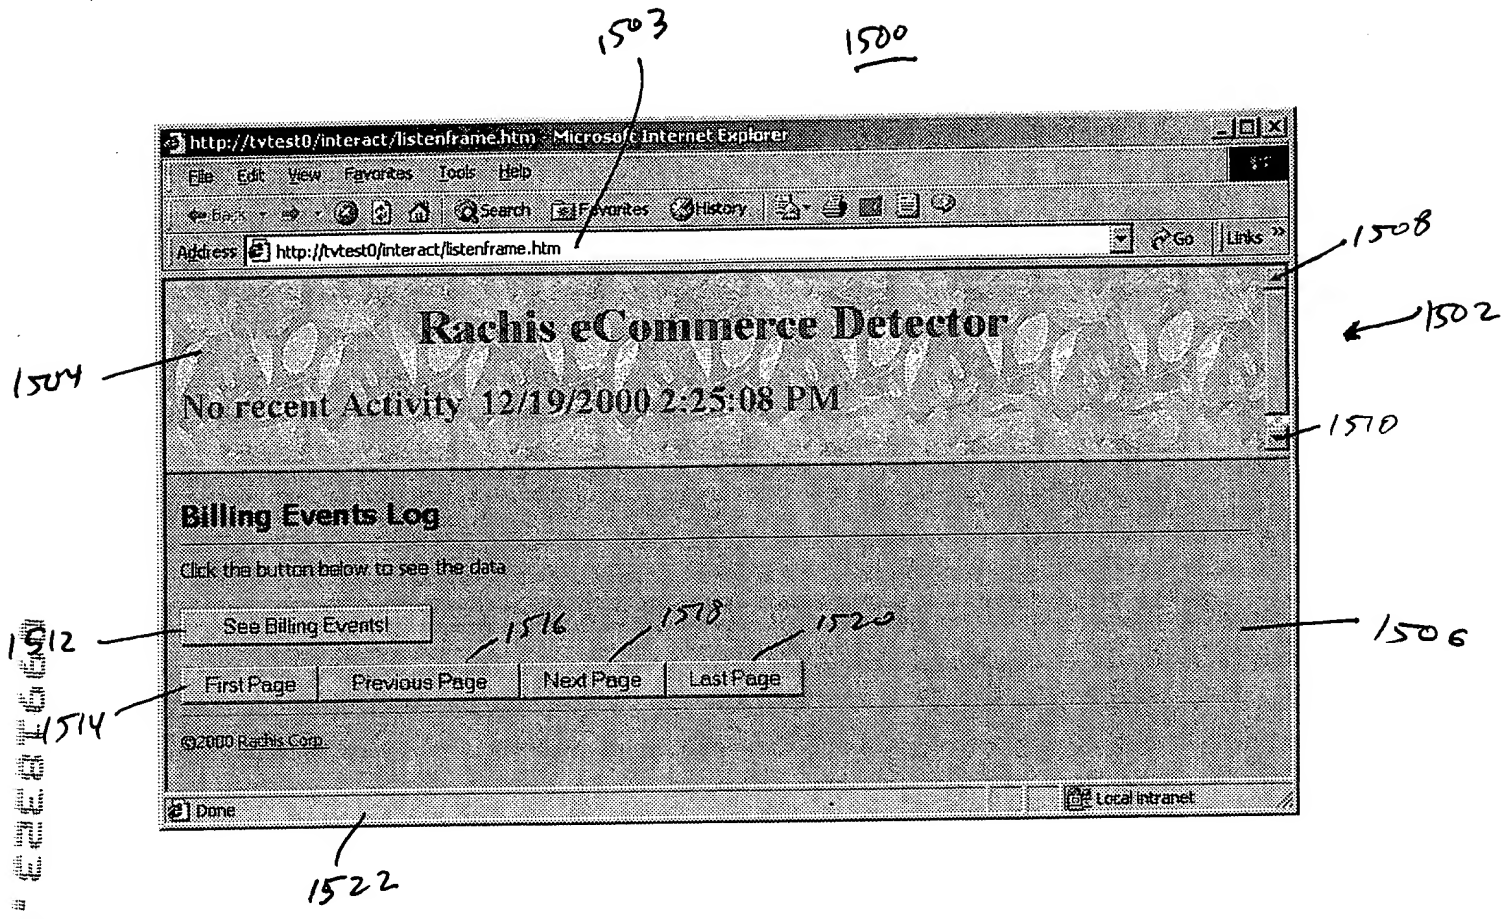 1503
1500
http://tvtest0/interact/listenframe.htm - Microsoft Internet Explorer
File Edit View Favorites Tools Help
Back Search Favorites History
Address http://tvtest0/interact/listenframe.htm Go Links »
1508
Rachis eCommerce Detector
1502
1504
No recent Activity 12/19/2000 2:25:08 PM
1510
Billing Events Log
Click the button below to see the data
See Billing Events!
1512
1516 1518 1520
1506
First Page Previous Page Next Page Last Page
1514
©2000 Rachis Corp.
Done Local intranet
1522